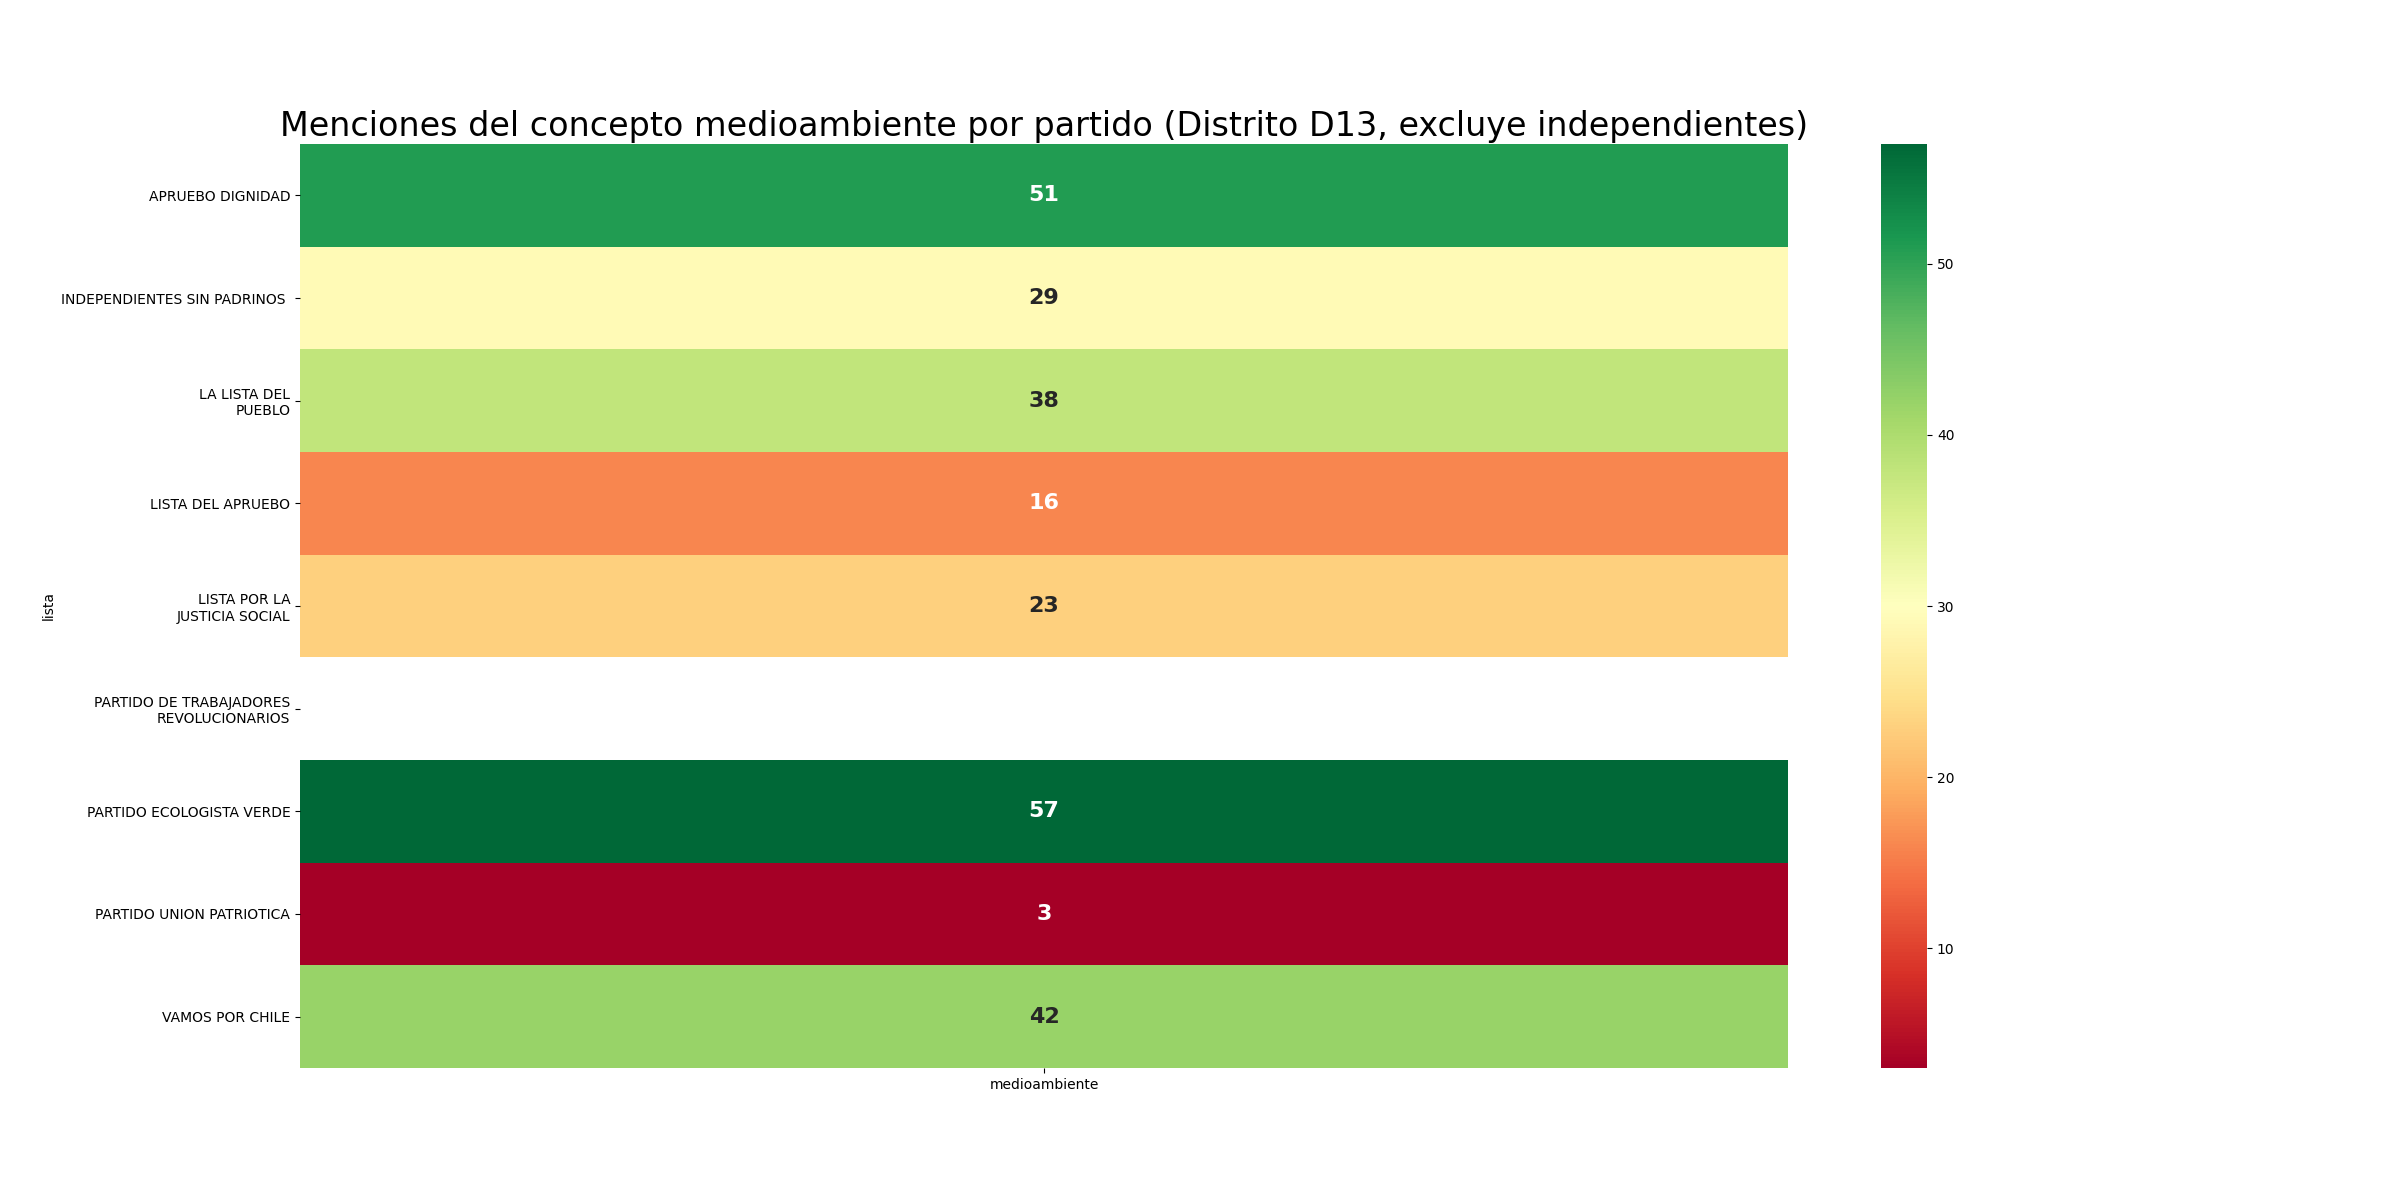 Menciones del concepto medioambiente por partido (Distrito D13, excluye independientes)
APRUEBO DIGNIDAD
51
INDEPENDIENTES SIN PADRINOS
29
LA LISTA DEL
PUEBLO
38
LISTA DEL APRUEBO
16
LISTA POR LA
JUSTICIA SOCIAL
23
PARTIDO DE TRABAJADORES
REVOLUCIONARIOS
PARTIDO ECOLOGISTA VERDE
57
PARTIDO UNION PATRIOTICA
3
VAMOS POR CHILE
42
lista
medioambiente
50
40
30
20
10